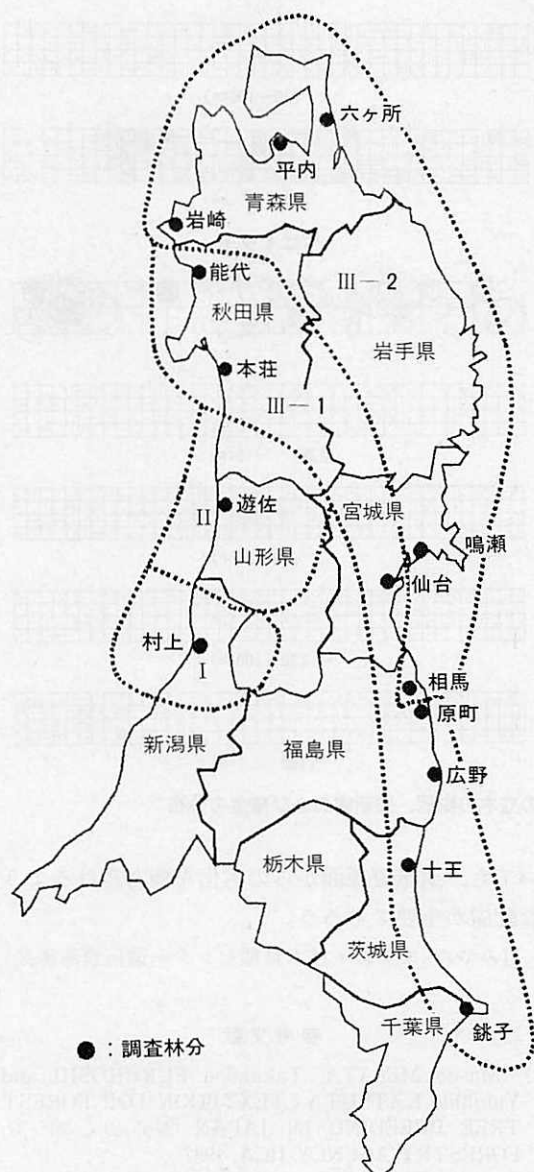 六ヶ所
平内
青森県
岩崎
能代
III－2
秋田県
岩手県
本荘
III－1
宮城県
II
遊佐
鳴瀬
山形県
仙台
村上
I
相馬
原町
新潟県
福島県
広野
十王
栃木県
茨城県
千葉県
銚子
●：調査林分